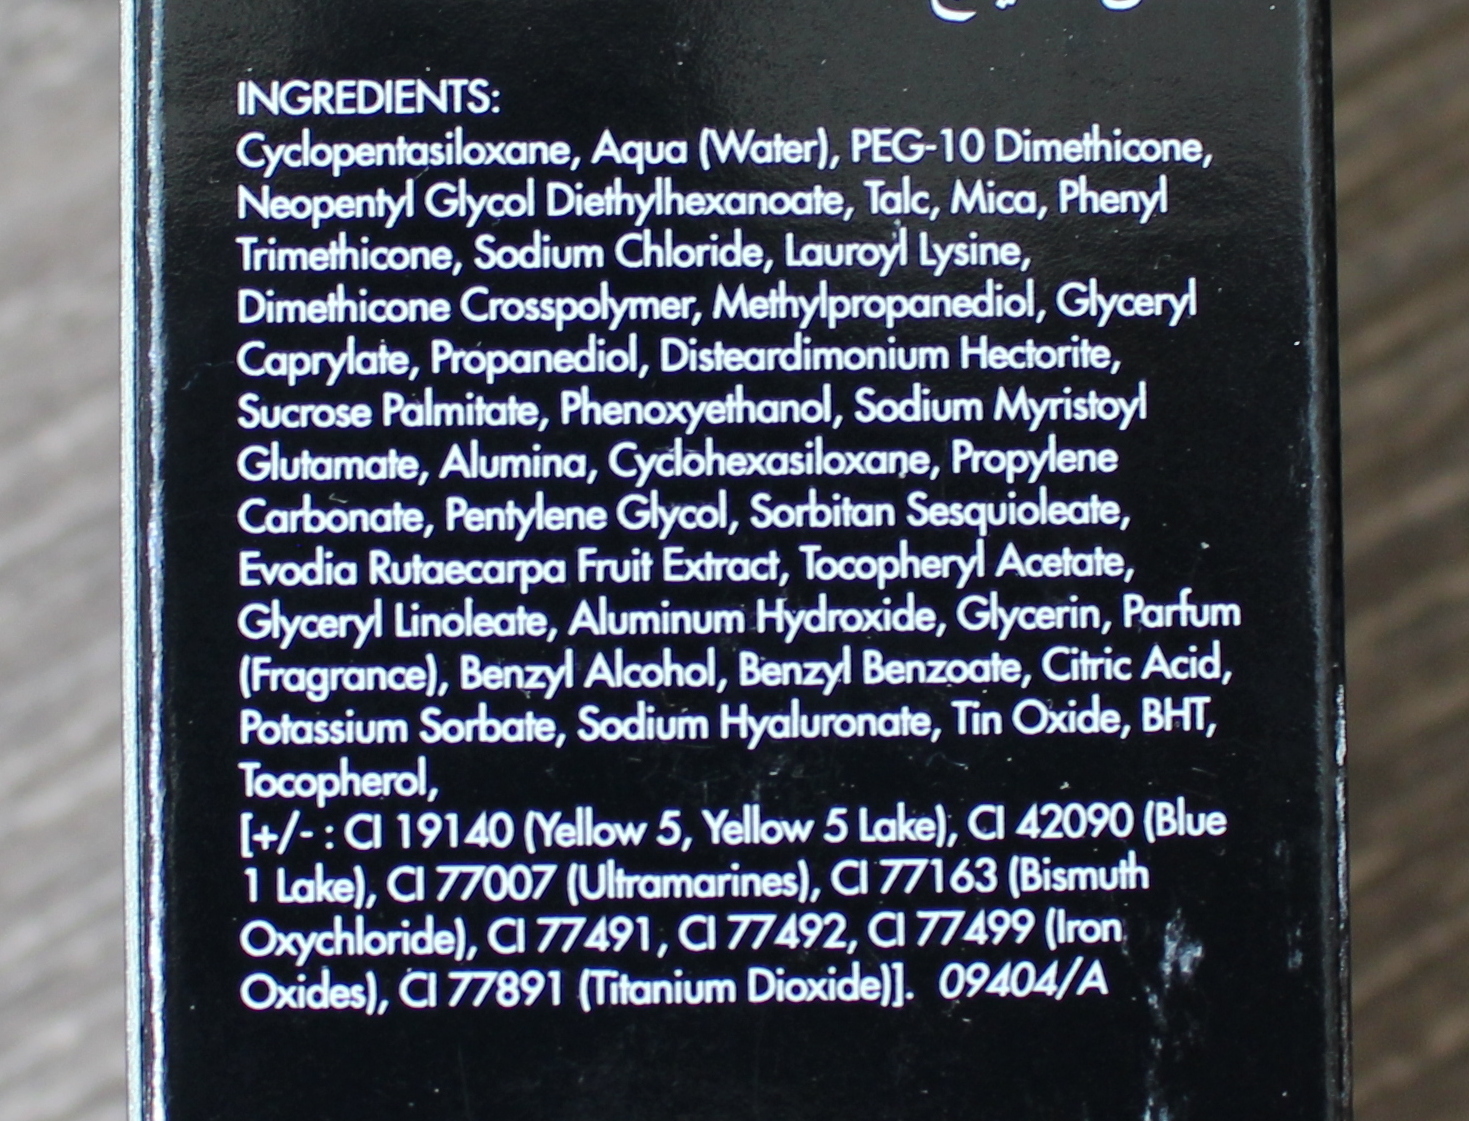 INGREDIENTS:
Cyclopentasiloxane, Aqua (Water), PEG-10 Dimethicone,
Neopentyl Glycol Diethylhexanoate, Talc, Mica, Phenyl
Trimethicone, Sodium Chloride, Lauroyl Lysine,
Dimethicone Crosspolymer, Methylpropanediol, Glyceryl
Caprylate, Propanediol, Disteardimonium Hectorite,
Sucrose Palmitate, Phenoxyethanol, Sodium Myristoyl
Glutamate, Alumina, Cyclohexasiloxane, Propylene
Carbonate, Pentylene Glycol, Sorbitan Sesquioleate,
Evodia Rutaecarpa Fruit Extract, Tocopheryl Acetate,
Glyceryl Linoleate, Aluminum Hydroxide, Glycerin, Parfum
(Fragrance), Benzyl Alcohol, Benzyl Benzoate, Citric Acid,
Potassium Sorbate, Sodium Hyaluronate, Tin Oxide, BHT,
Tocopherol,
[+/- : CI 19140 (Yellow 5, Yellow 5 Lake), CI 42090 (Blue
1 Lake), CI 77007 (Ultramarines), CI 77163 (Bismuth
Oxychloride), CI 77491, CI 77492, CI 77499 (Iron
Oxides), CI 77891 (Titanium Dioxide)]. 09404/A